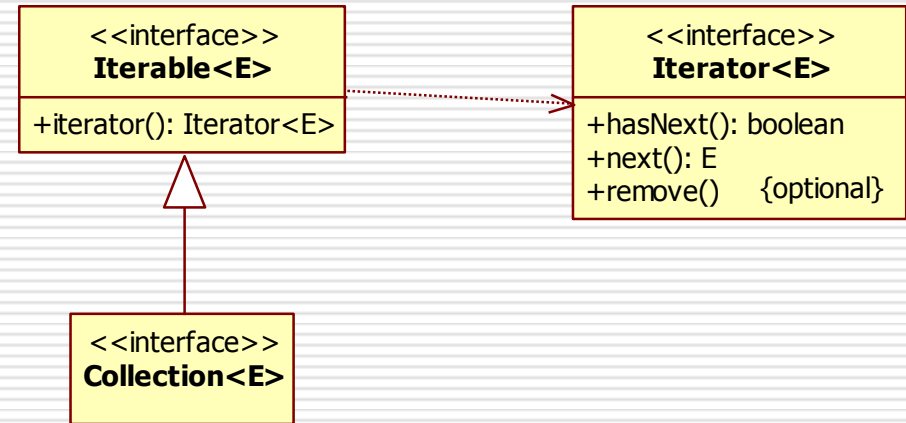 <<interface>>
Iterable<E>
+iterator(): Iterator<E>
<<interface>>
Iterator<E>
+hasNext(): boolean
+next(): E
+remove() {optional}
<<interface>>
Collection<E>